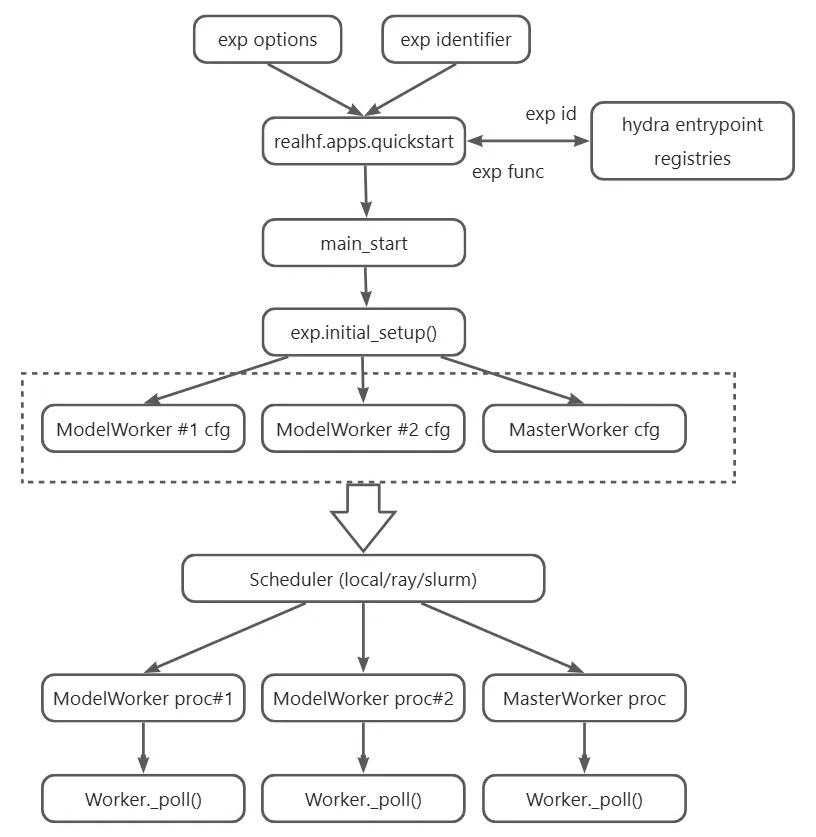 exp options
exp identifier
exp id
hydra entrypoint
registries
realhf.apps.quickstart
exp func
main_start
exp.initial_setup()
ModelWorker #1 cfg
ModelWorker #2 cfg
MasterWorker cfg
Scheduler (local/ray/slurm)
ModelWorker proc#1
ModelWorker proc#2
MasterWorker proc
Worker._poll()
Worker._poll()
Worker._poll()